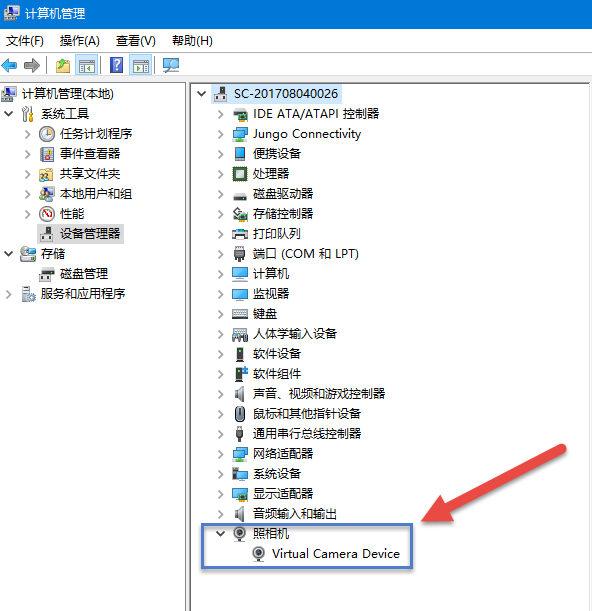 计算机管理
文件(F) 操作(A) 查看(V) 帮助(H)
计算机管理(本地)
系统工具
任务计划程序
事件查看器
共享文件夹
本地用户和组
性能
设备管理器
存储
磁盘管理
服务和应用程序
SC-201708040026
IDE ATA/ATAPI 控制器
Jungo Connectivity
便携设备
处理器
磁盘驱动器
存储控制器
打印队列
端口 (COM 和 LPT)
计算机
监视器
键盘
人体学输入设备
软件设备
软件组件
声音、视频和游戏控制器
鼠标和其他指针设备
通用串行总线控制器
网络适配器
系统设备
显示适配器
音频输入和输出
照相机
Virtual Camera Device